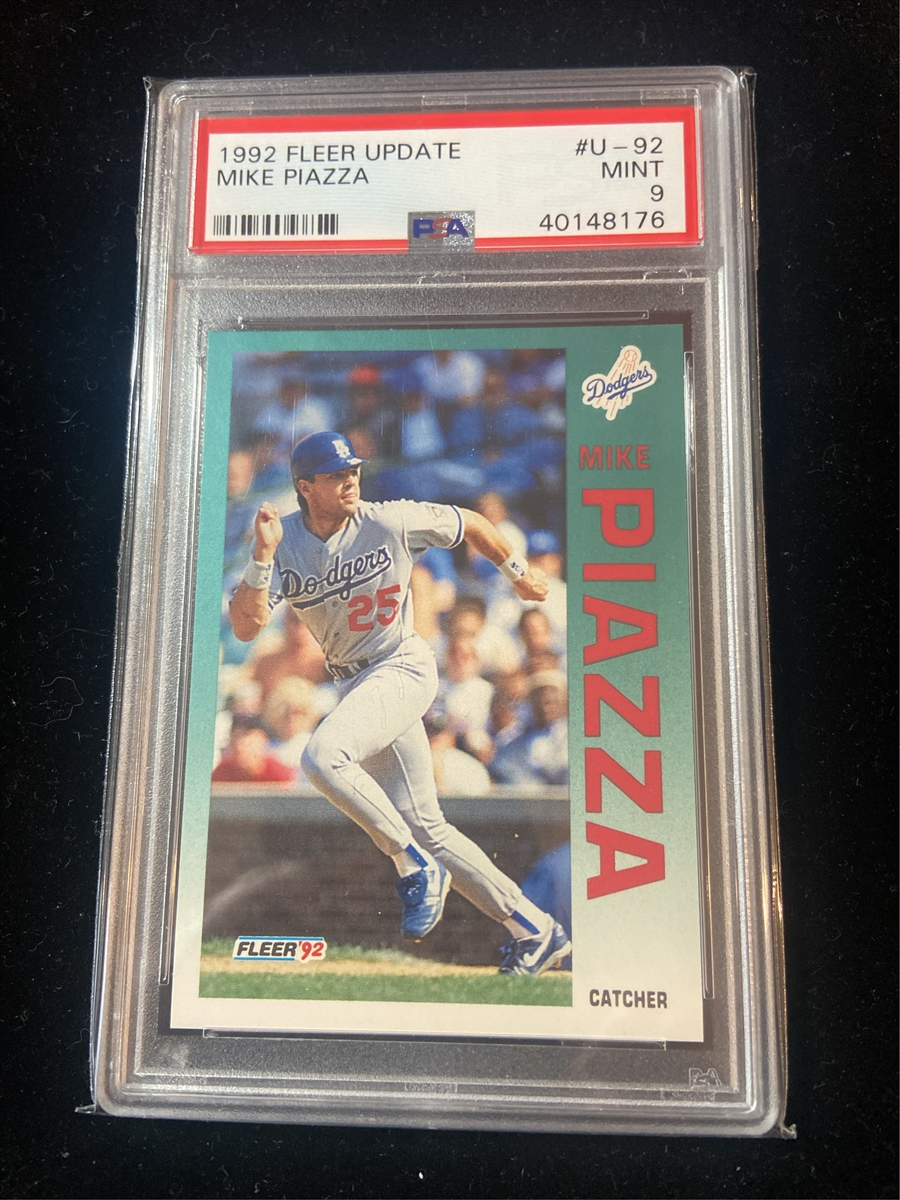 1992 FLEER UPDATE
#U-92
MIKE PIAZZA
MINT
9
40148176
PSA
Dodgers
MIKE
PIAZZA
Dodgers
25
FLEER '92
CATCHER